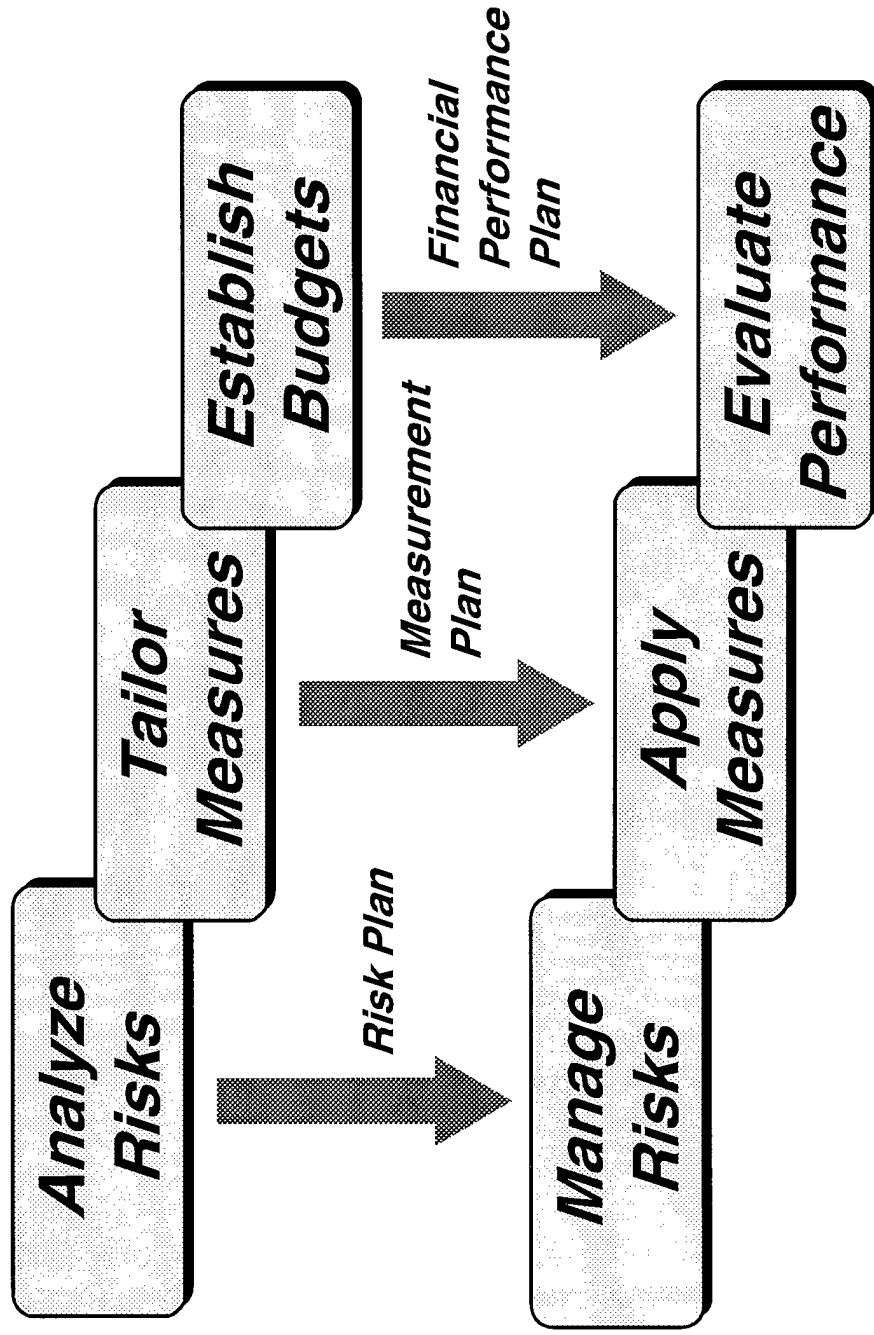 Analyze
Risks
Tailor
Measures
Establish
Budgets
Risk Plan
Measurement
Plan
Financial
Performance
Plan
Manage
Risks
Apply
Measures
Evaluate
Performance